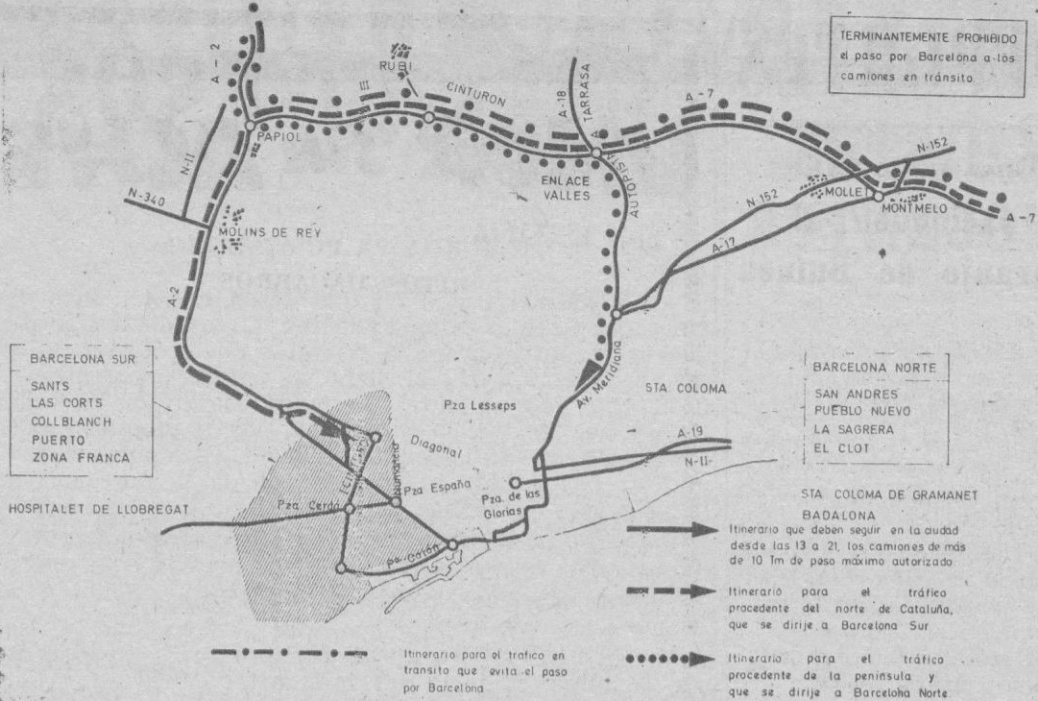 TERMINANTEMENTE PROHIBIDO
el paso por Barcelona a los
camiones en tránsito.
A-2
RUBI
III CINTURON
A-18
TARRASA
A-7
N-152
PAPIOL
N-II
N-340
ENLACE
VALLES
AUTOPISTA
MOLLET
MONTMELO
A-7
N-152
MOLINS DE REY
A-17
A-2
BARCELONA SUR
SANTS
LAS CORTS
COLLBLANCH
PUERTO
ZONA FRANCA
Av. Meridiana
BARCELONA NORTE
SAN ANDRES
PUEBLO NUEVO
LA SAGRERA
EL CLOT
Pza Lesseps
STA COLOMA
A-19
N-II
Diagonal
Numancia
Pza España
Pza. Cerdá
Pza. de las
Glorias
HOSPITALET DE LLOBREGAT
Ps. Colón
STA COLOMA DE GRAMANET
BADALONA
Itinerario que deben seguir en la ciudad
desde las 13 a 21, los camiones de más
de 10 Tm de peso máximo autorizado.
Itinerario para el tráfico
procedente del norte de Cataluña,
que se dirije a Barcelona Sur
Itinerario para el trafico en
transito que evita el paso
por Barcelona
Itinerario para el tráfico
procedente de la peninsula y
que se dirije a Barcelona Norte